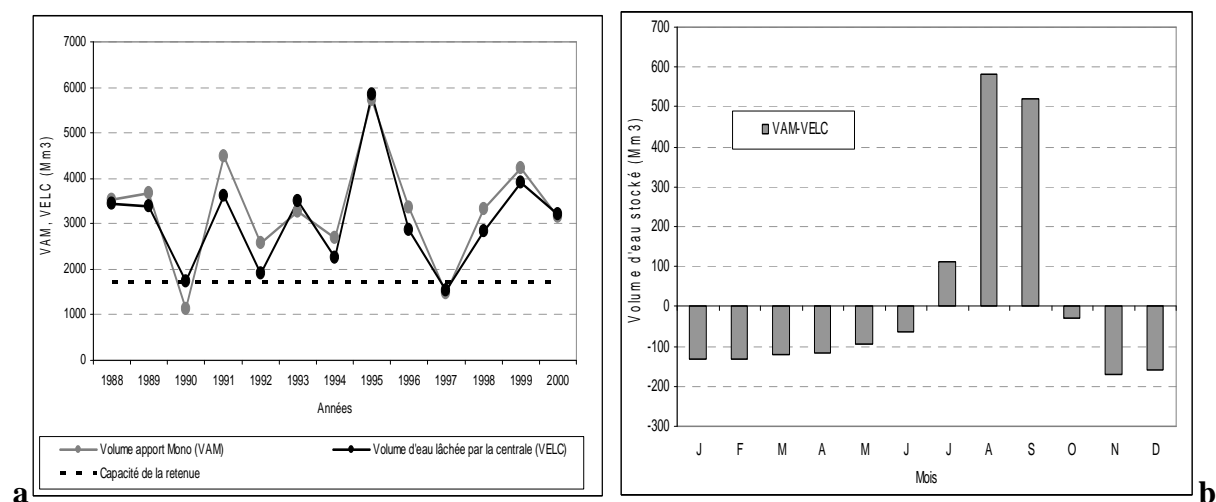 7000
6000
5000
4000
3000
2000
1000
0
VAM, VELC (Mm3)
1988 1989 1990 1991 1992 1993 1994 1995 1996 1997 1998 1999 2000
Années
Volume apport Mono (VAM) Volume d'eau lâchée par la centrale (VELC)
Capacité de la retenue
a
700
600
500
400
300
200
100
0
-100
-200
-300
Volume d'eau stocké (Mm3)
VAM-VELC
J F M A M J J A S O N D
Mois
b